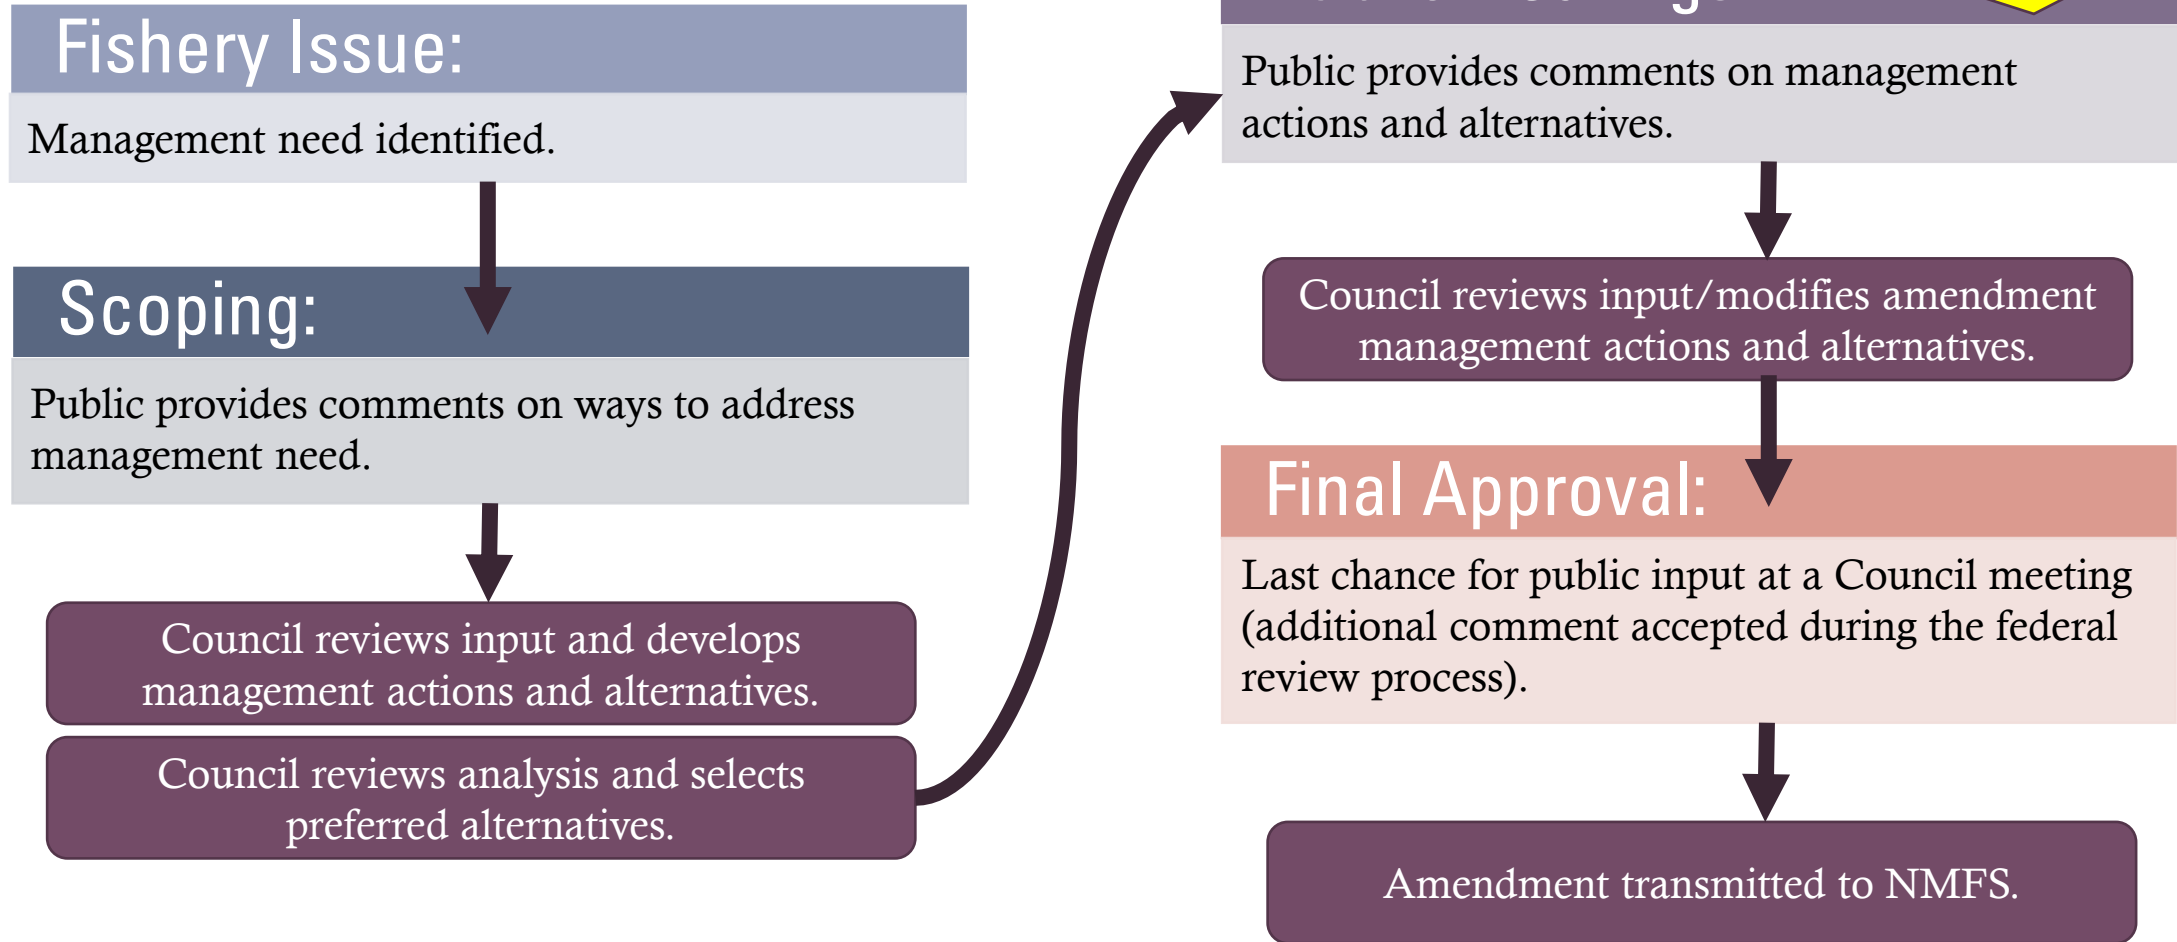 Fishery Issue:
Management need identified.
Scoping:
Public provides comments on ways to address
management need.
Council reviews input and develops
management actions and alternatives.
Council reviews analysis and selects
preferred alternatives.
Public provides comments on management
actions and alternatives.
Council reviews input/modifies amendment
management actions and alternatives.
Final Approval:
Last chance for public input at a Council meeting
(additional comment accepted during the federal
review process).
Amendment transmitted to NMFS.